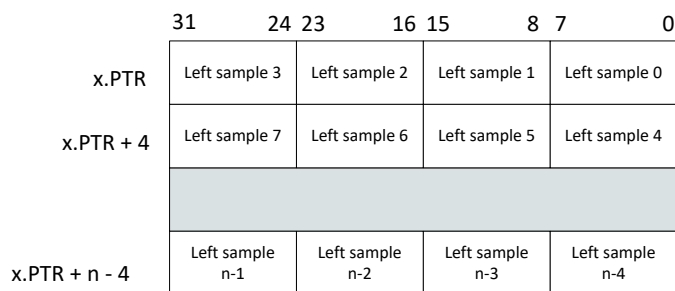 31 24 23 16 15 8 7 0
x.PTR Left sample 3 Left sample 2 Left sample 1 Left sample 0
x.PTR + 4 Left sample 7 Left sample 6 Left sample 5 Left sample 4
x.PTR + n - 4 Left sample Left sample Left sample Left sample
n-1 n-2 n-3 n-4